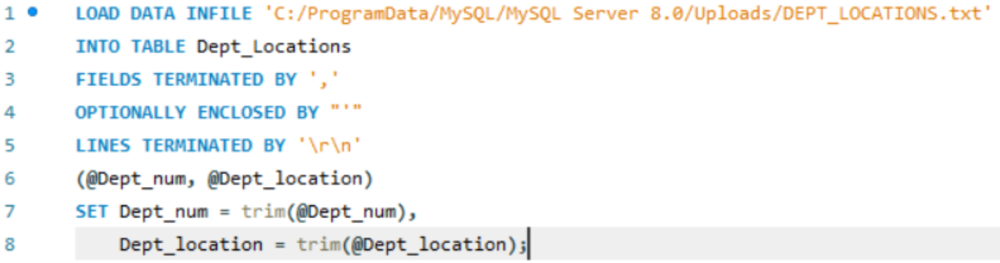 1 LOAD DATA INFILE 'C:/ProgramData/MySQL/MySQL Server 8.0/Uploads/DEPT_LOCATIONS.txt'
2 INTO TABLE Dept_Locations
3 FIELDS TERMINATED BY ','
4 OPTIONALLY ENCLOSED BY "'"
5 LINES TERMINATED BY '\r\n'
6 (@Dept_num, @Dept_location)
7 SET Dept_num = trim(@Dept_num),
8 Dept_location = trim(@Dept_location);